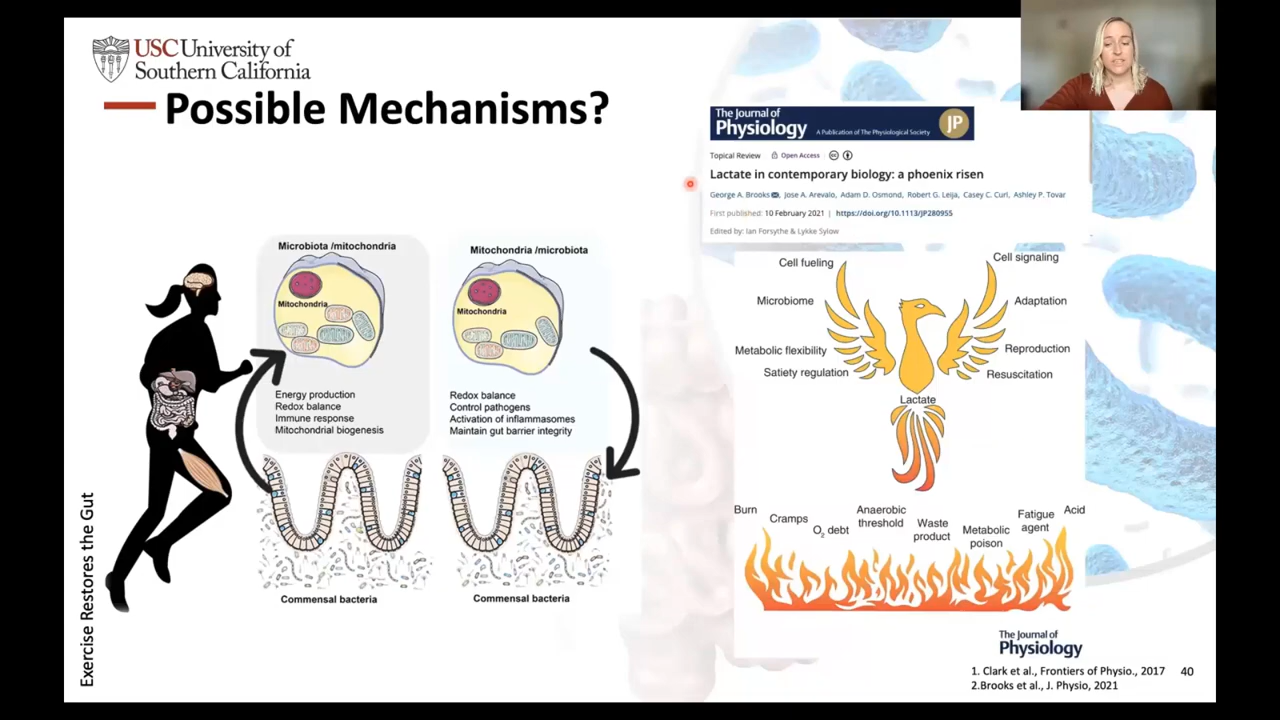 USC University of
Southern California
Possible Mechanisms?
The Journal of
Physiology
A Publication of The Physiological Society
JP
Topical Review Open Access
Lactate in contemporary biology: a phoenix risen
George A. Brooks, Jose A. Arevalo, Adam D. Osmond, Robert G. Leija, Casey C. Curl, Ashley P. Tovar
First published: 10 February 2021 | https://doi.org/10.1113/JP280955
Edited by: Ian Forsythe & Lykke Sylow
Microbiota /mitochondria
Mitochondria
Energy production
Redox balance
Immune response
Mitochondrial biogenesis
Commensal bacteria
Mitochondria /microbiota
Mitochondria
Redox balance
Control pathogens
Activation of inflammasomes
Maintain gut barrier integrity
Commensal bacteria
Cell fueling
Cell signaling
Microbiome
Adaptation
Metabolic flexibility
Reproduction
Satiety regulation
Resuscitation
Lactate
Burn
Cramps
O2 debt
Anaerobic
threshold
Waste
product
Metabolic
poison
Fatigue
agent
Acid
The Journal of
Physiology
Exercise Restores the Gut
1. Clark et al., Frontiers of Physio., 2017
2.Brooks et al., J. Physio, 2021
40